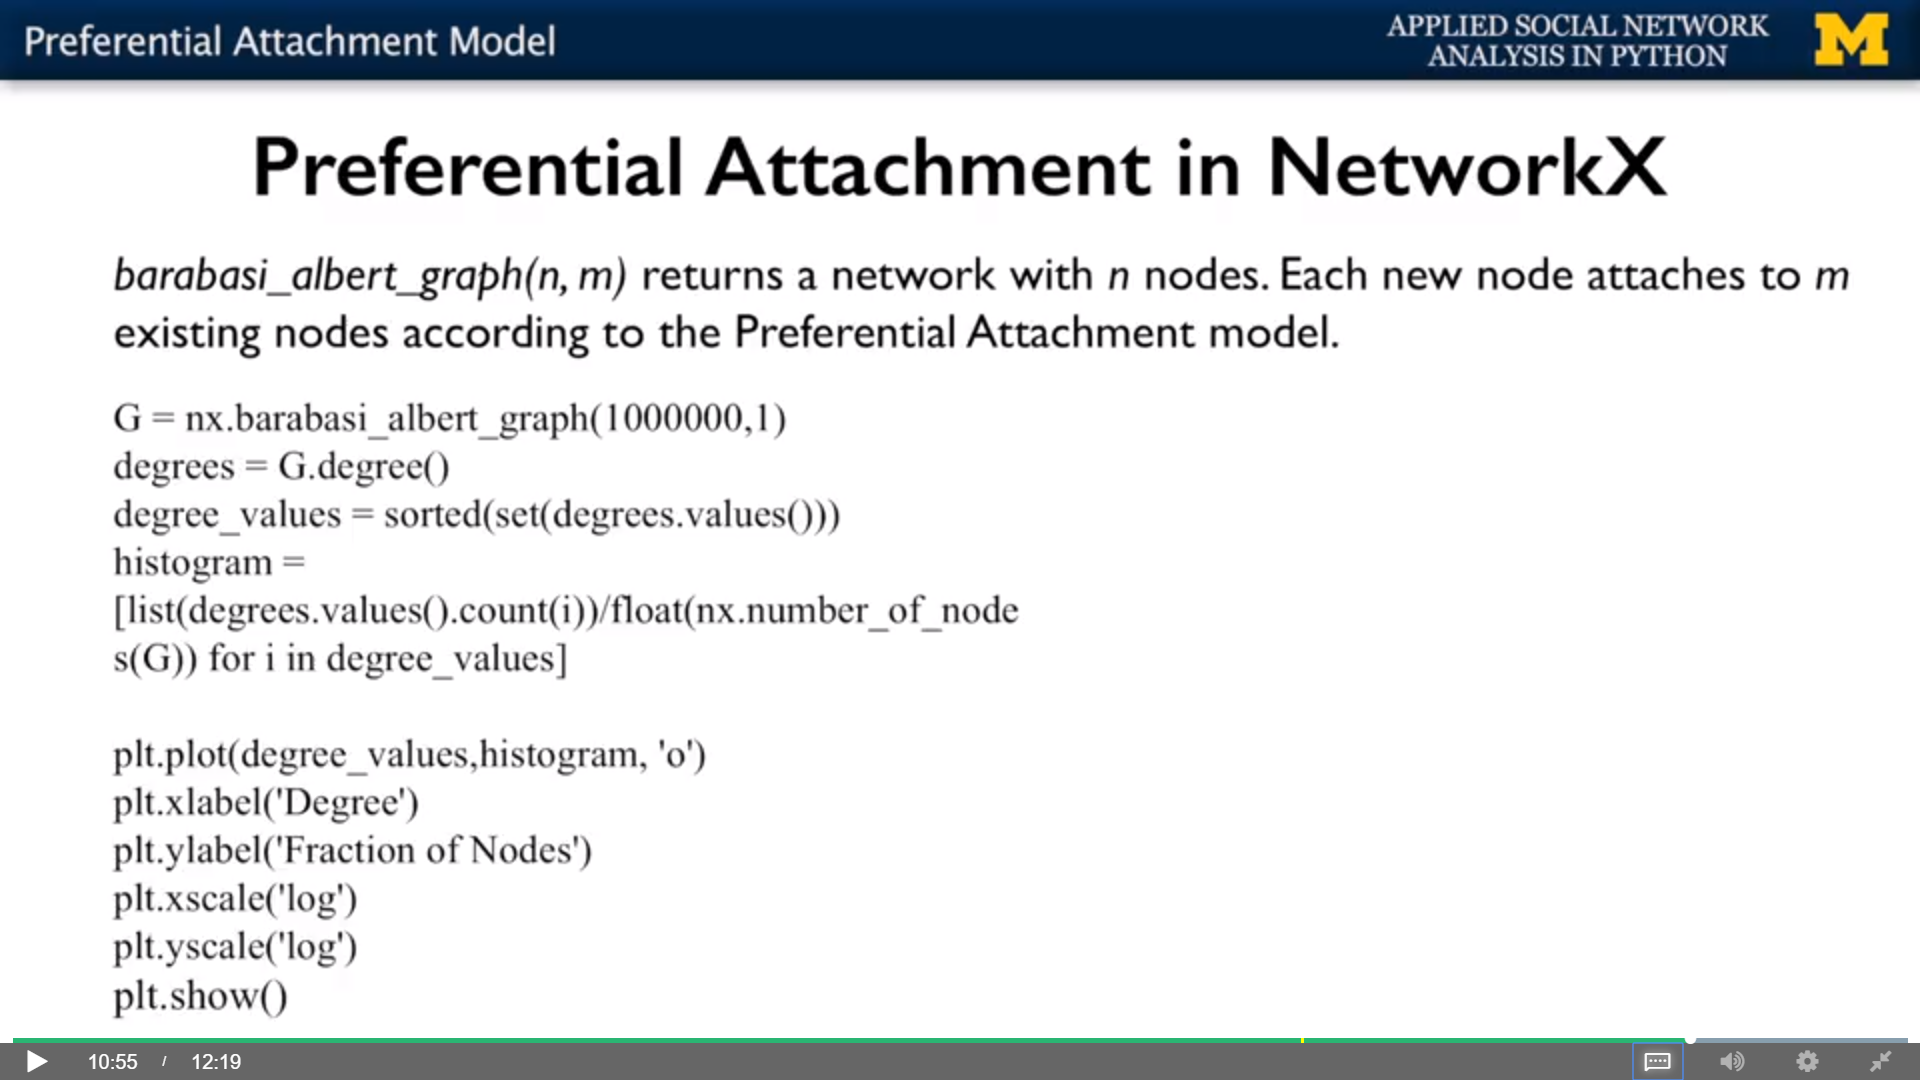 Preferential Attachment Model
APPLIED SOCIAL NETWORK
ANALYSIS IN PYTHON
M
Preferential Attachment in NetworkX
barabasi_albert_graph(n, m) returns a network with n nodes. Each new node attaches to m
existing nodes according to the Preferential Attachment model.
G = nx.barabasi_albert_graph(1000000,1)
degrees = G.degree()
degree_values = sorted(set(degrees.values()))
histogram =
[list(degrees.values().count(i))/float(nx.number_of_node
s(G)) for i in degree_values]
plt.plot(degree_values,histogram, 'o')
plt.xlabel('Degree')
plt.ylabel('Fraction of Nodes')
plt.xscale('log')
plt.yscale('log')
plt.show()
10:55 / 12:19